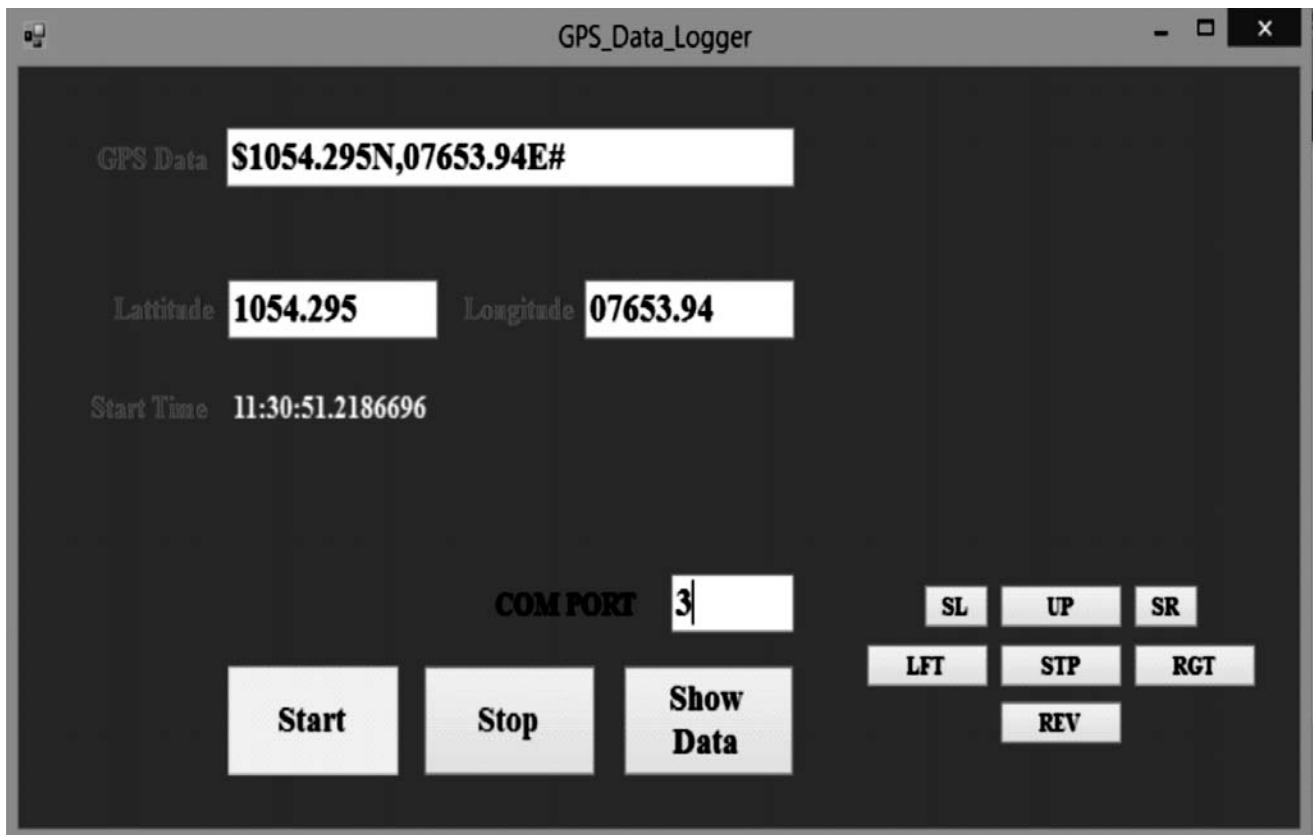 GPS_Data_Logger
GPS Data $1054.295N,07653.94E#
Lattitude 1054.295 Longitude 07653.94
Start Time 11:30:51.2186696
COM PORT 3
SL UP SR
LFT STP RGT
REV
Start Stop Show Data